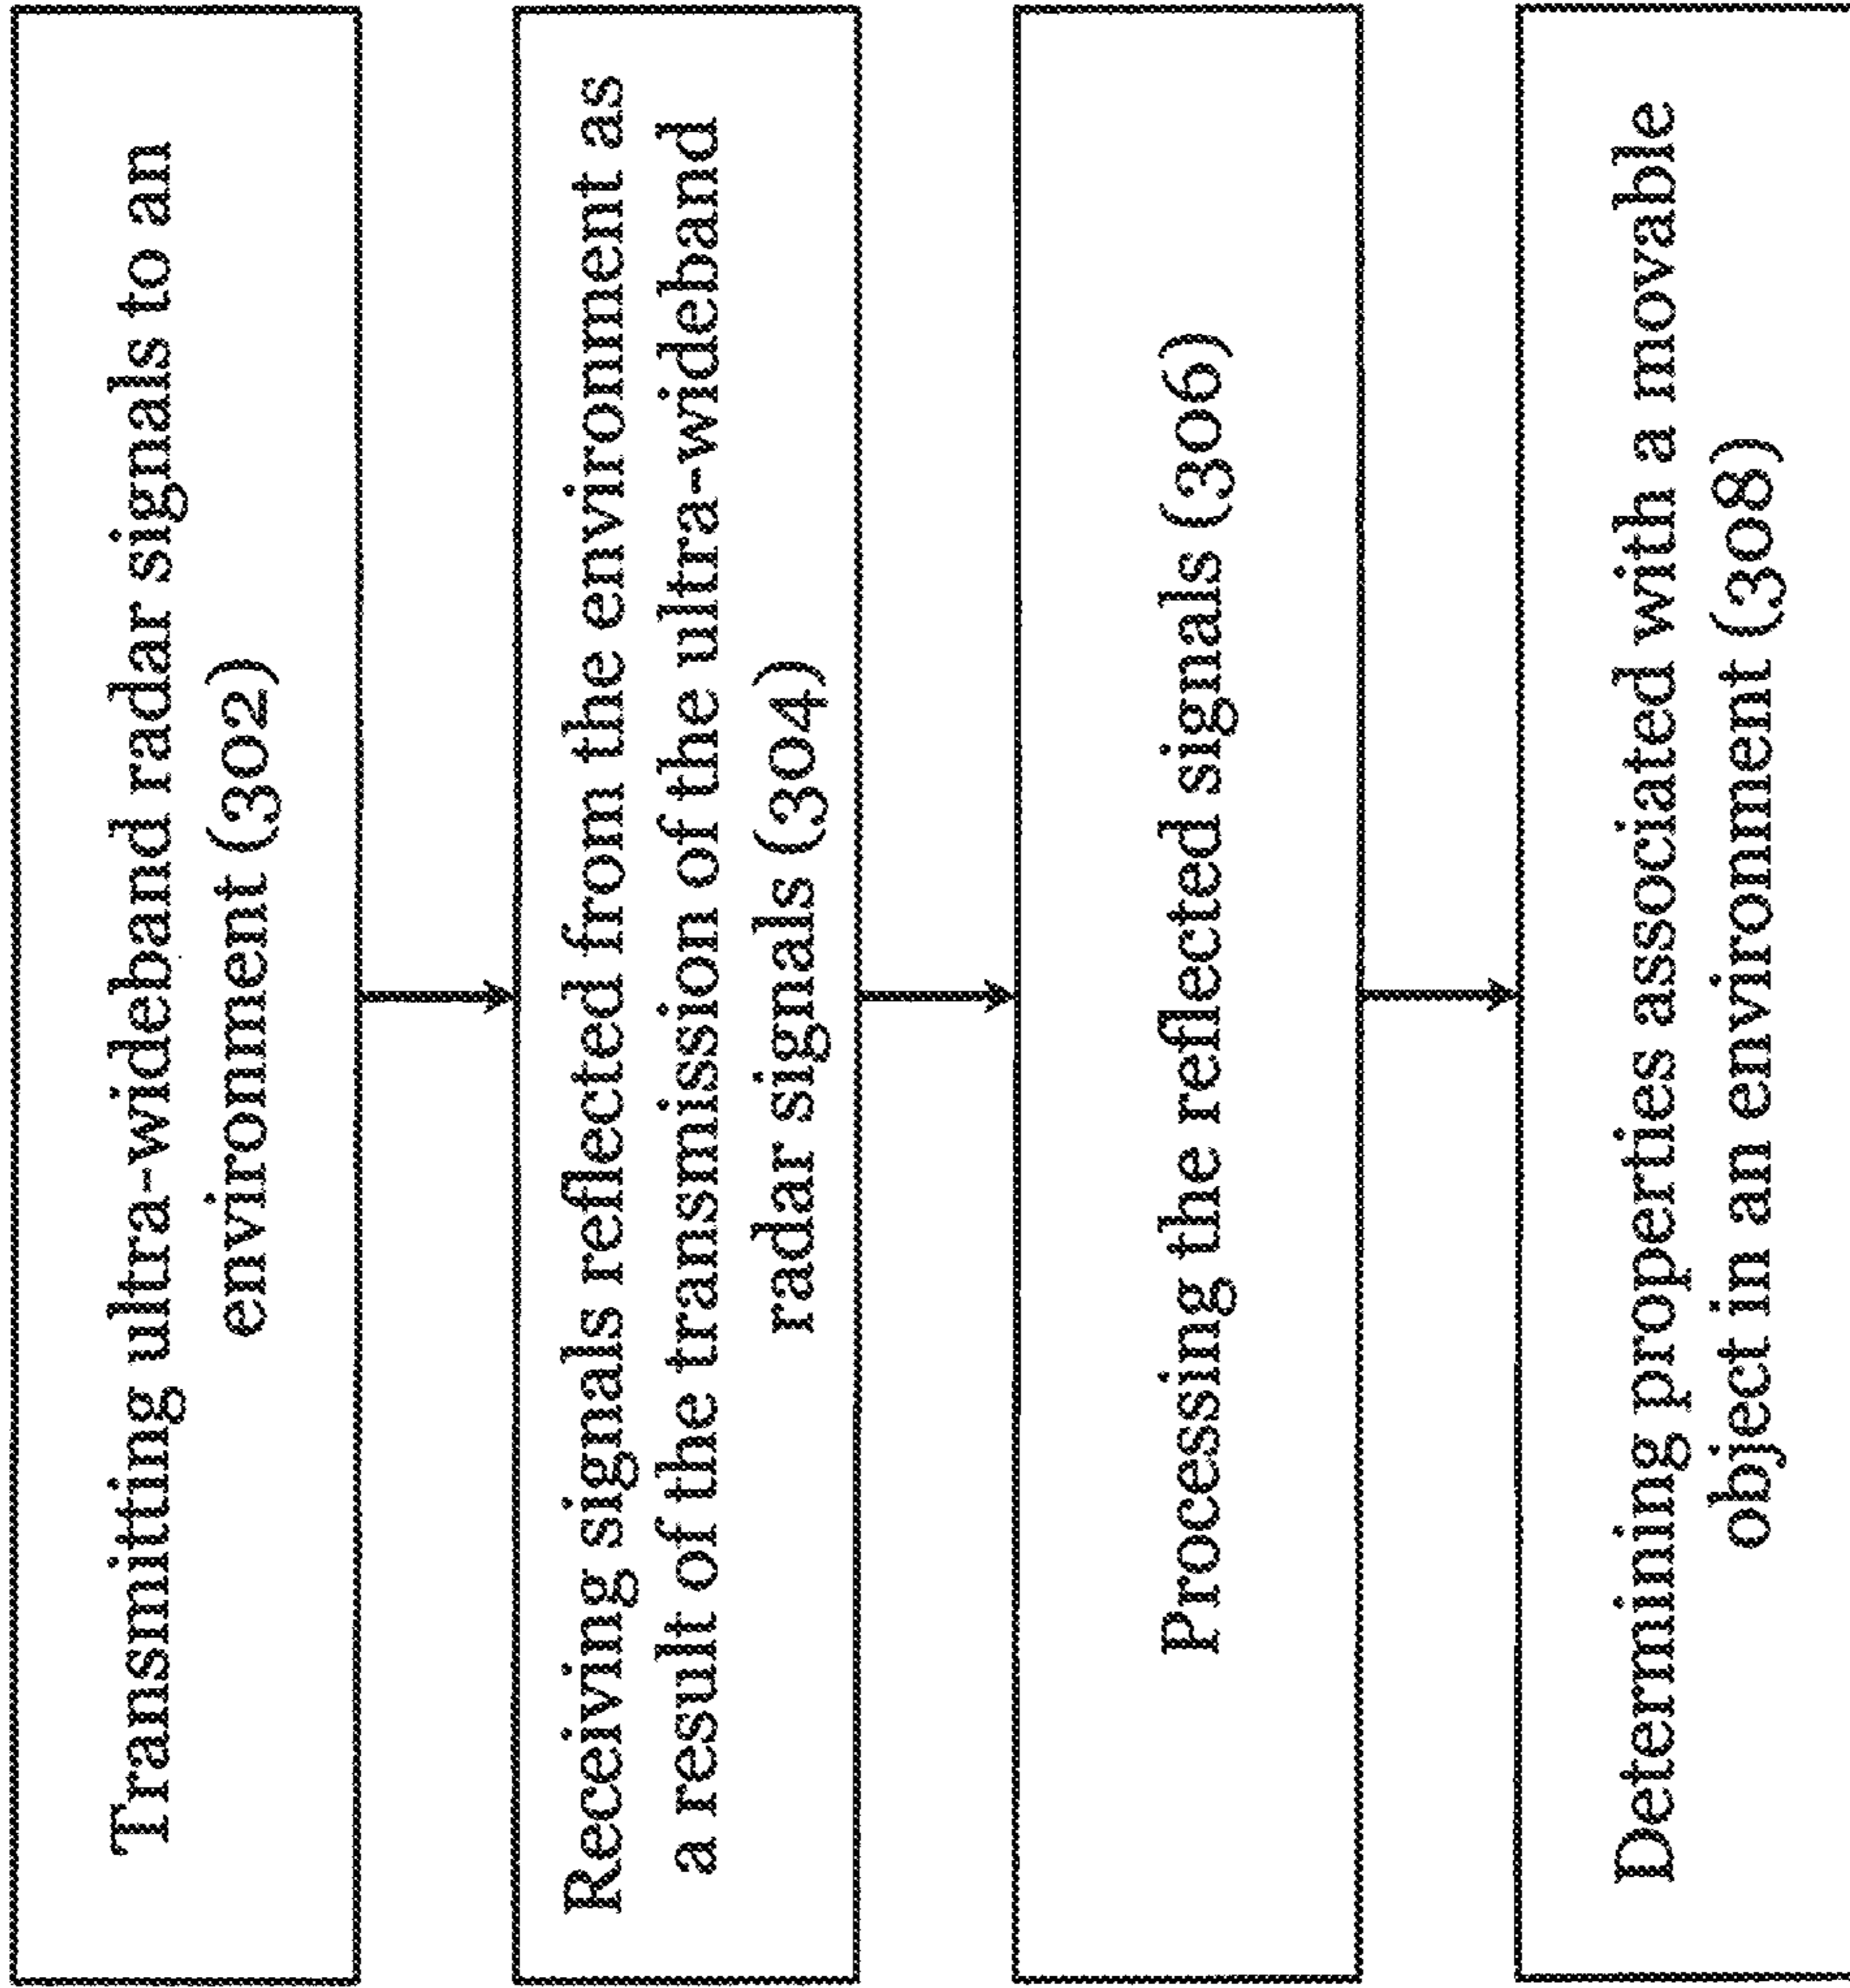 Transmitting ultra-wideband radar signals to an
environment (302)
Receiving signals reflected from the environment as
a result of the transmission of the ultra-wideband
radar signals (304)
Processing the reflected signals (306)
Determining properties associated with a movable
object in an environment (308)